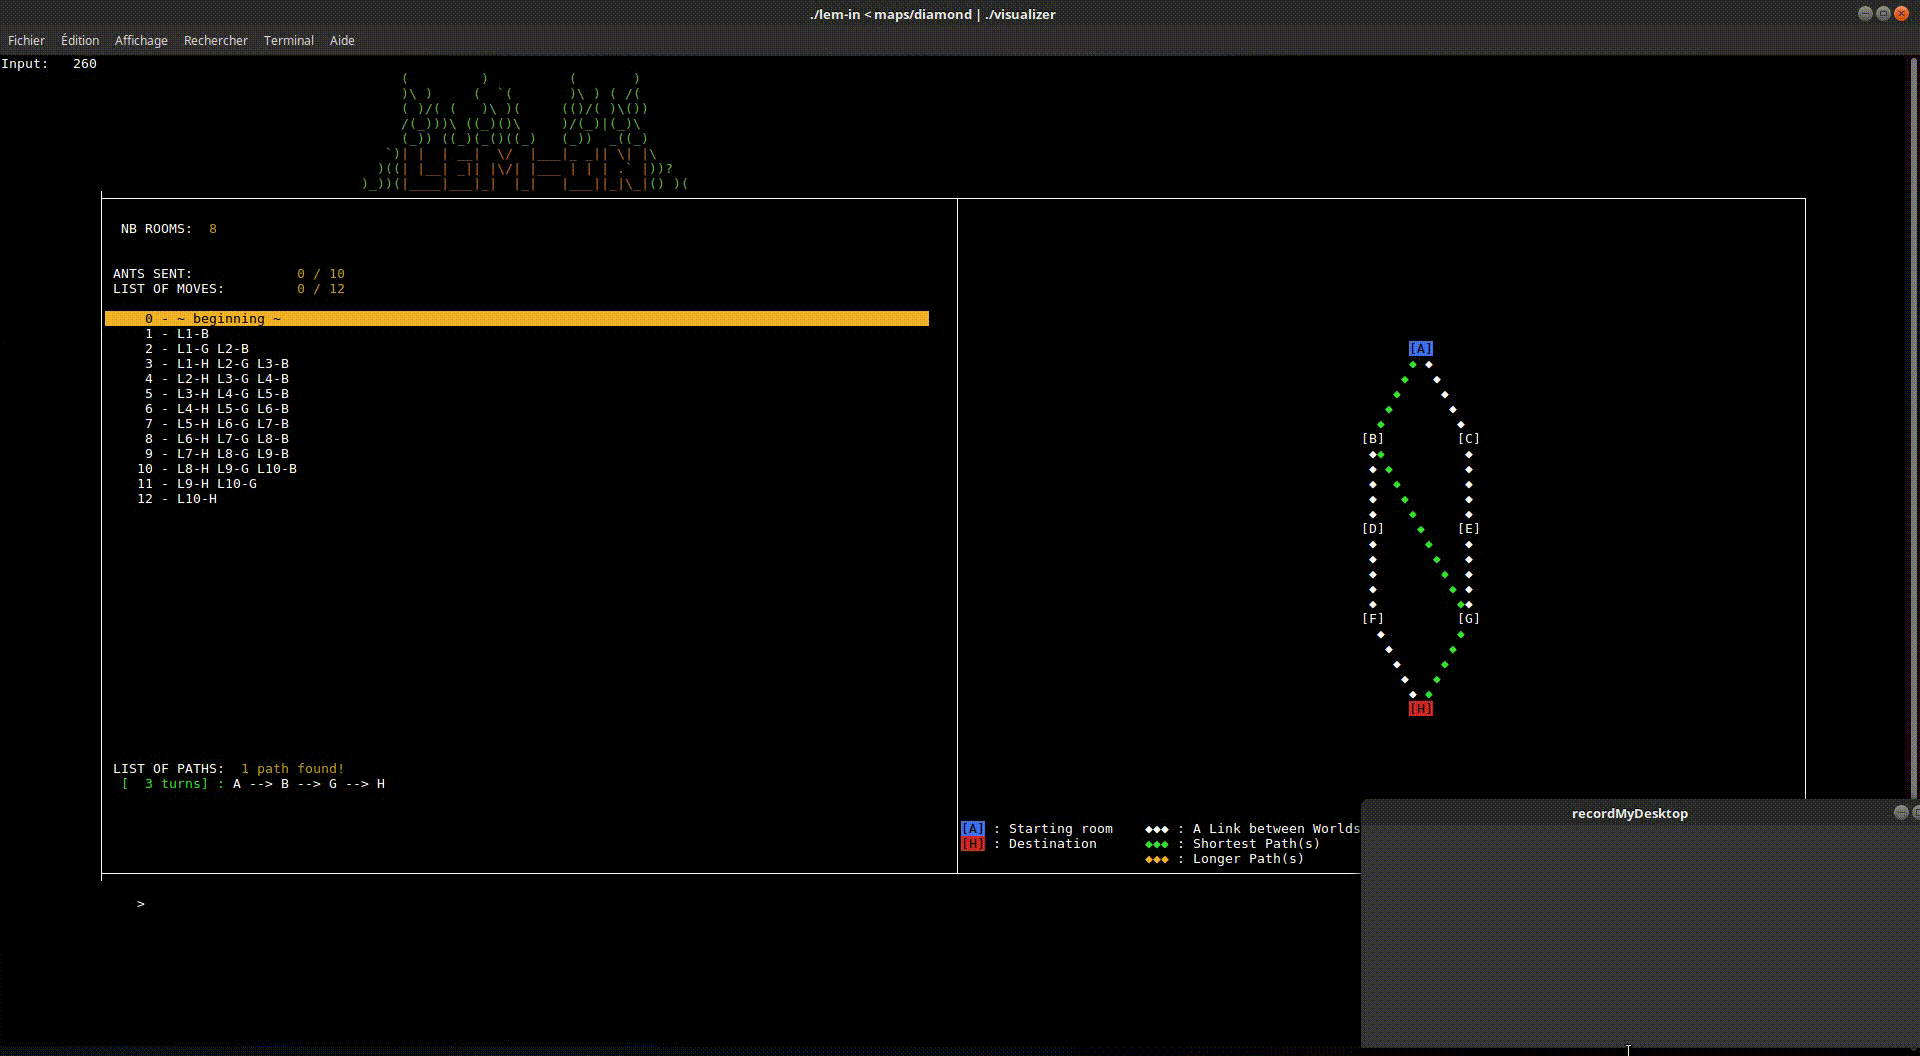 ./lem-in < maps/diamond | ./visualizer
Fichier Édition Affichage Rechercher Terminal Aide
Input: 260
NB ROOMS: 8
ANTS SENT: 0 / 10
LIST OF MOVES: 0 / 12
0 - ~ beginning ~
1 - L1-B
2 - L1-G L2-B
3 - L1-H L2-G L3-B
4 - L2-H L3-G L4-B
5 - L3-H L4-G L5-B
6 - L4-H L5-G L6-B
7 - L5-H L6-G L7-B
8 - L6-H L7-G L8-B
9 - L7-H L8-G L9-B
10 - L8-H L9-G L10-B
11 - L9-H L10-G
12 - L10-H
LIST OF PATHS: 1 path found!
[ 3 turns] : A --> B --> G --> H
>
[A]
[B] [C]
[D] [E]
[F] [G]
[H]
[A] : Starting room ◆◆◆ : A Link between Worlds
[H] : Destination ◆◆◆ : Shortest Path(s)
◆◆◆ : Longer Path(s)
recordMyDesktop